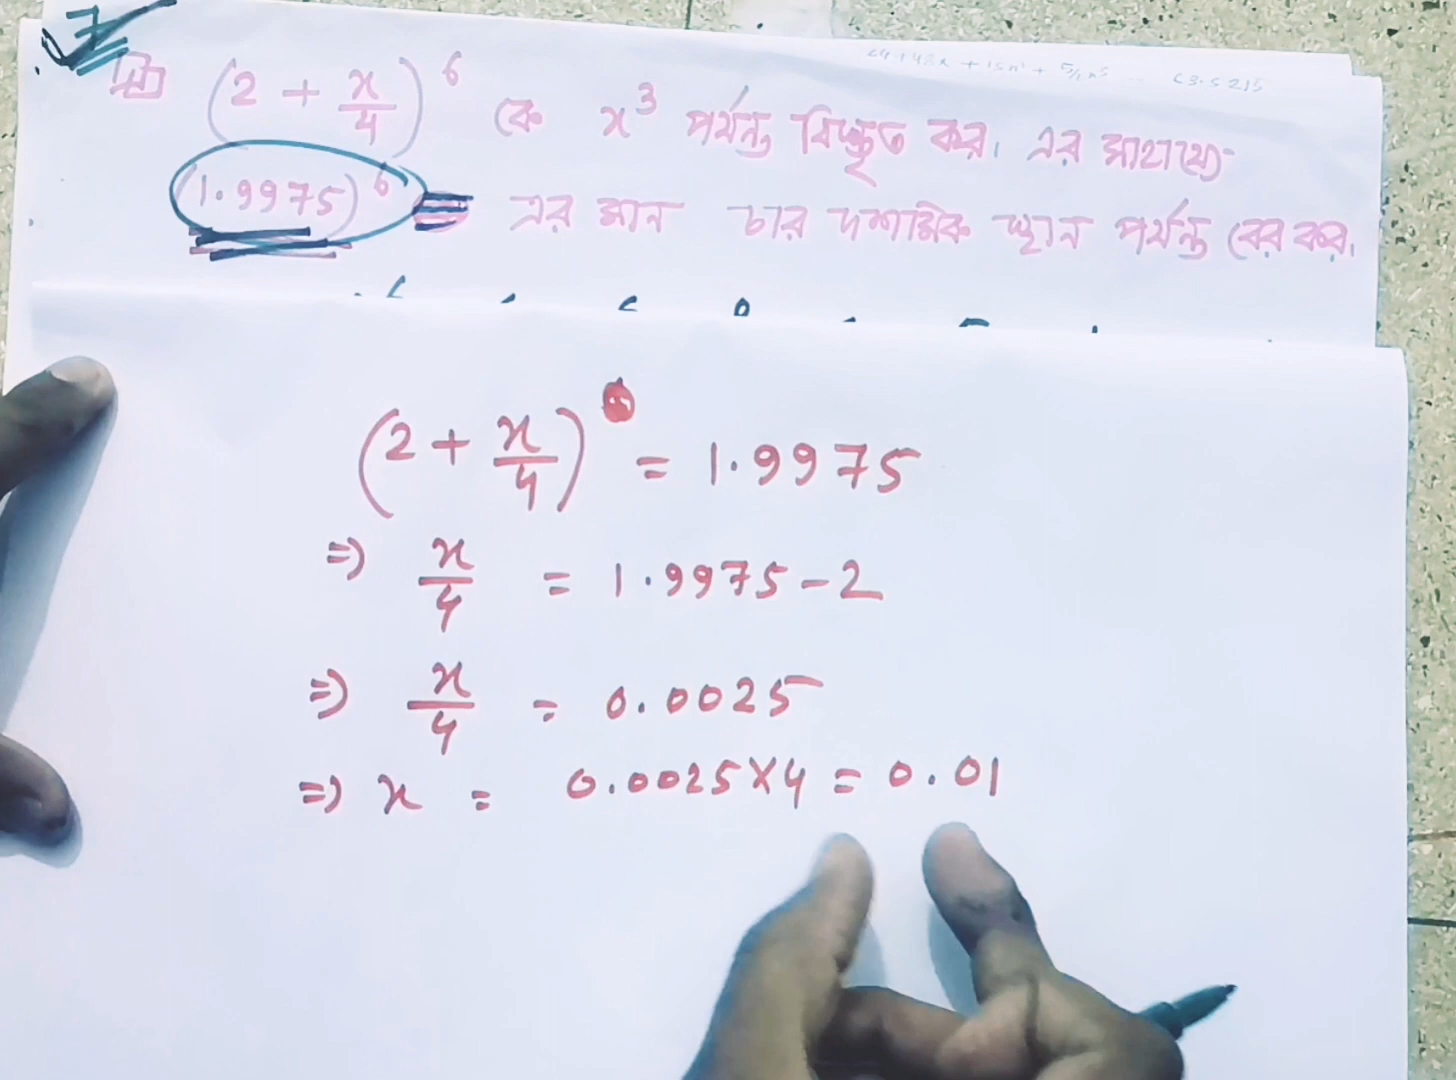 (2 + x/4)^6 কে x^3 পর্যন্ত বিস্তৃত কর। এর সাহায্যে
(1.9975)^6 এর মান চার দশমিক স্থান পর্যন্ত বের কর।
(2 + x/4) = 1.9975
=> x/4 = 1.9975 - 2
=> x/4 = 0.0025
=> x = 0.0025 × 4 = 0.01